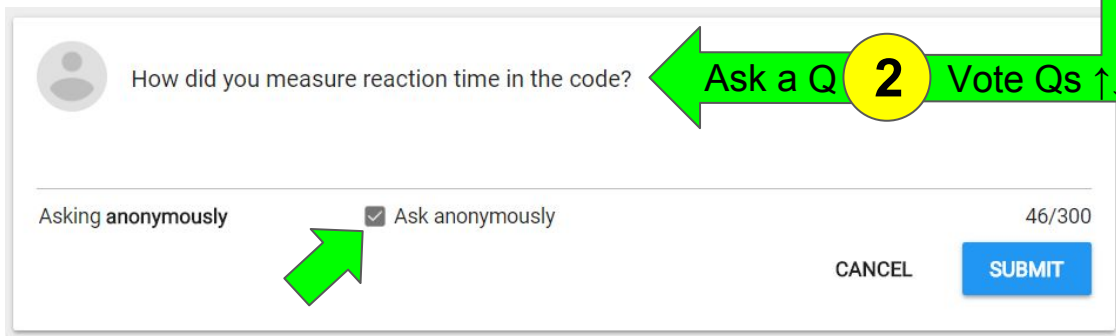 How did you measure reaction time in the code?
Ask a Q 2 Vote Qs ↑
Asking anonymously
Ask anonymously
46/300
CANCEL
SUBMIT